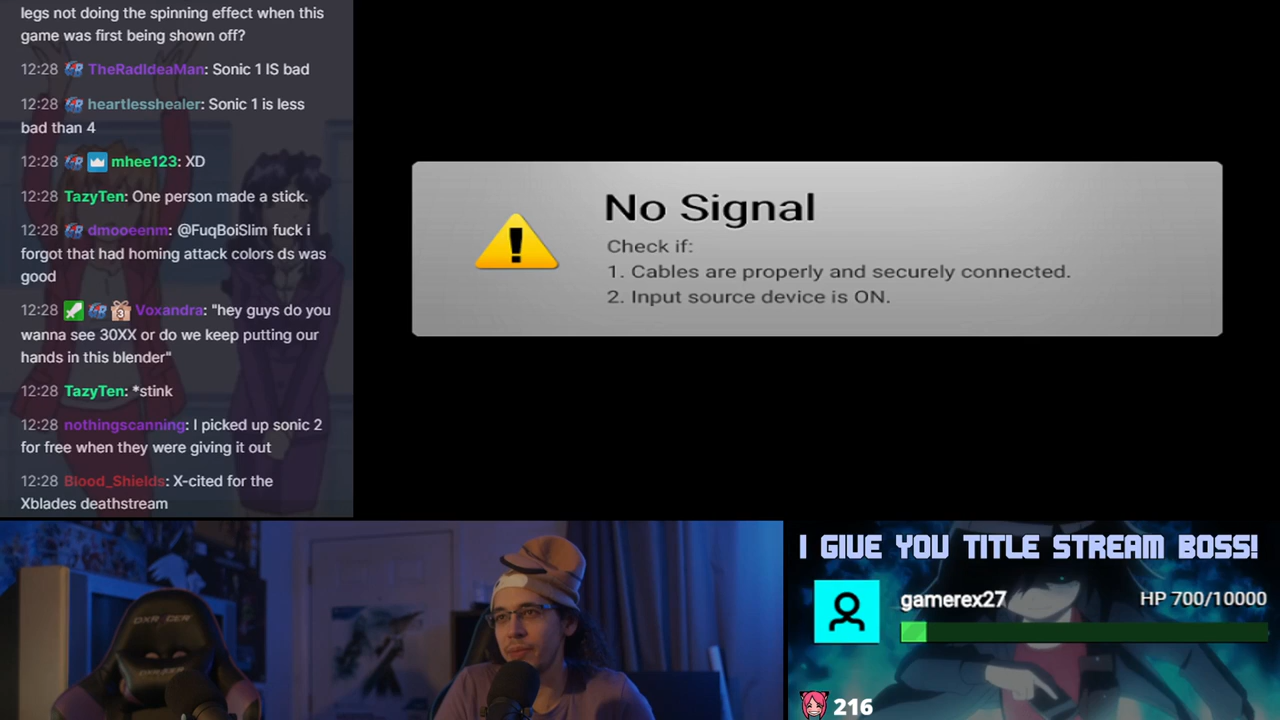 legs not doing the spinning effect when this
game was first being shown off?
12:28 TheRadIdeaMan: Sonic 1 IS bad
12:28 heartlesshealer: Sonic 1 is less
bad than 4
12:28 mhee123: XD
12:28 TazyTen: One person made a stick.
12:28 dmooeenm: @FuqBoiSlim fuck i
forgot that had homing attack colors ds was
good
12:28 3 Voxandra: "hey guys do you
wanna see 30XX or do we keep putting our
hands in this blender"
12:28 TazyTen: *stink
12:28 nothingscanning: I picked up sonic 2
for free when they were giving it out
12:28 Blood_Shields: X-cited for the
Xblades deathstream
No Signal
Check if:
1. Cables are properly and securely connected.
2. Input source device is ON.
DXRACER
I GIVE YOU TITLE STREAM BOSS!
gamerex27
HP 700/10000
216